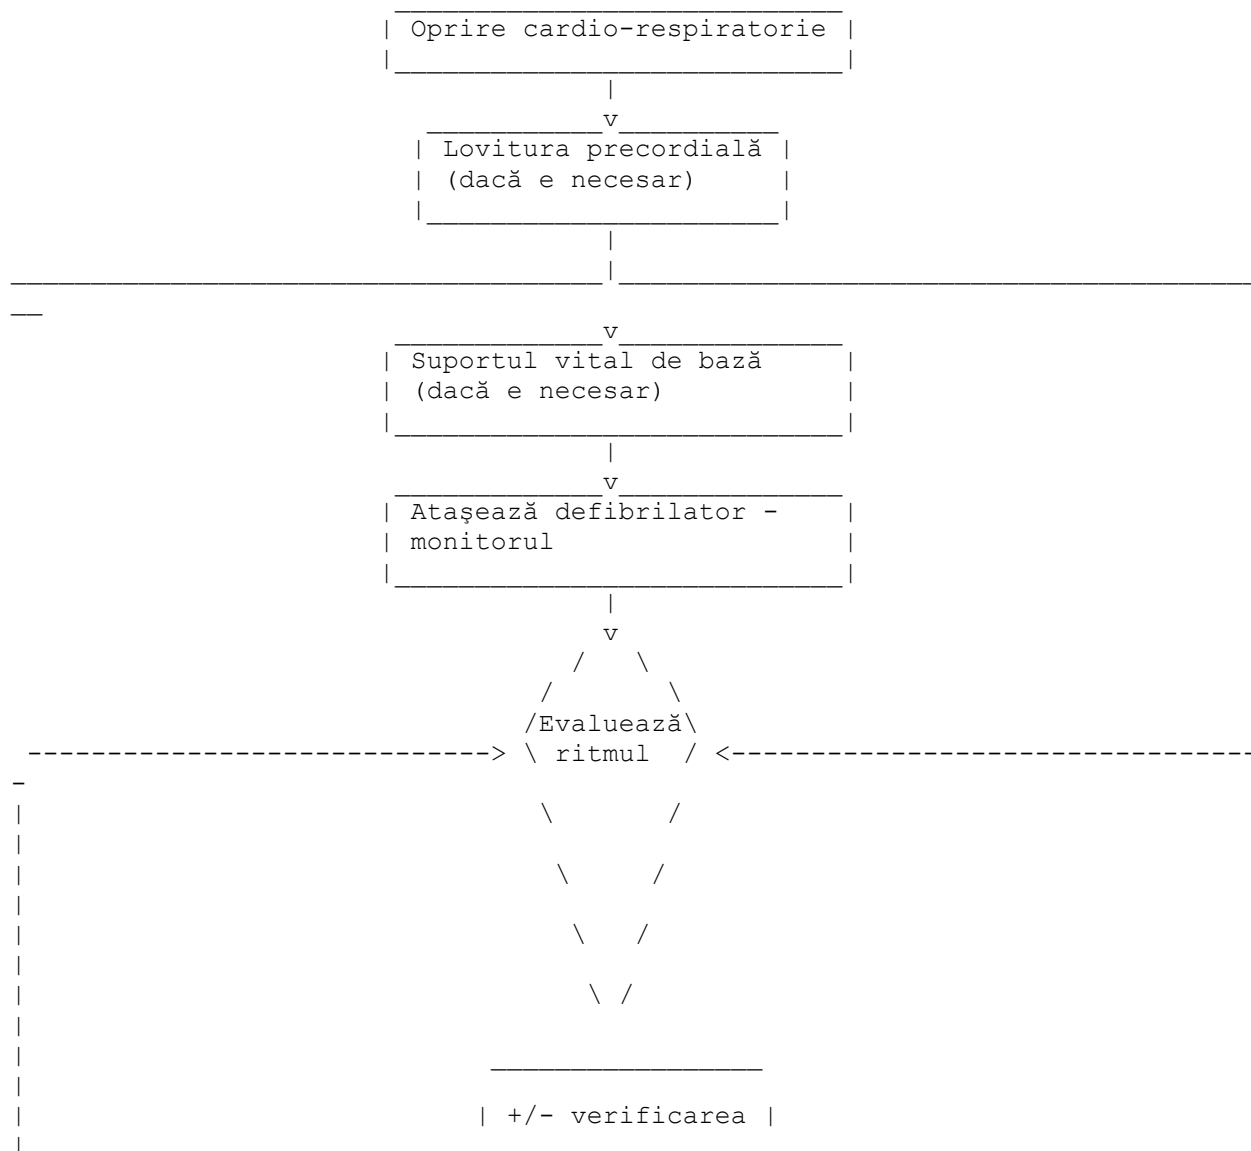 Oprire cardio-respiratorie
Lovitura precordială
(dacă e necesar)
Suportul vital de bază
(dacă e necesar)
Ataşează defibrilator -
monitorul
Evaluează
ritmul
+/- verificarea